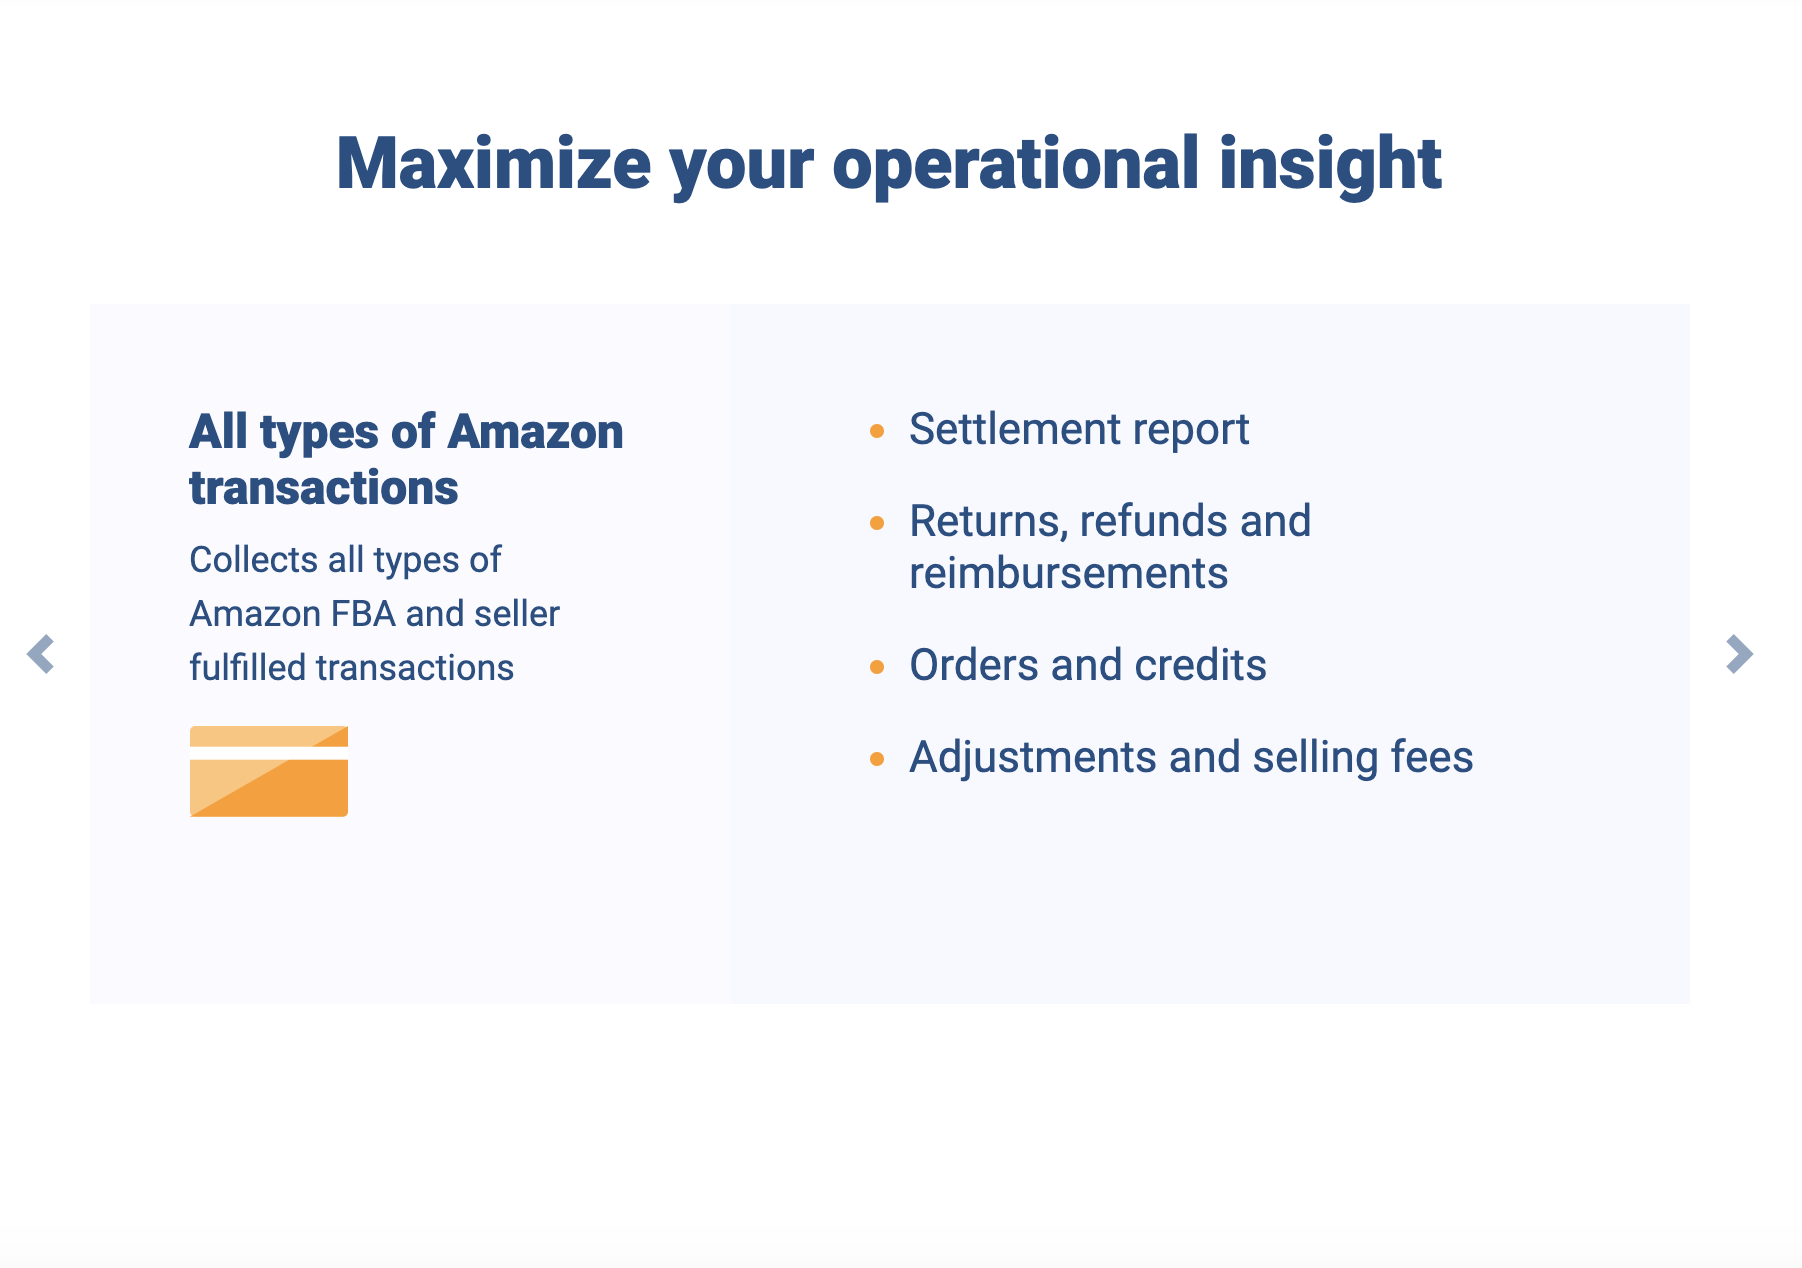 Maximize your operational insight
All types of Amazon
transactions
Collects all types of
Amazon FBA and seller
fulfilled transactions
Settlement report
Returns, refunds and
reimbursements
Orders and credits
Adjustments and selling fees